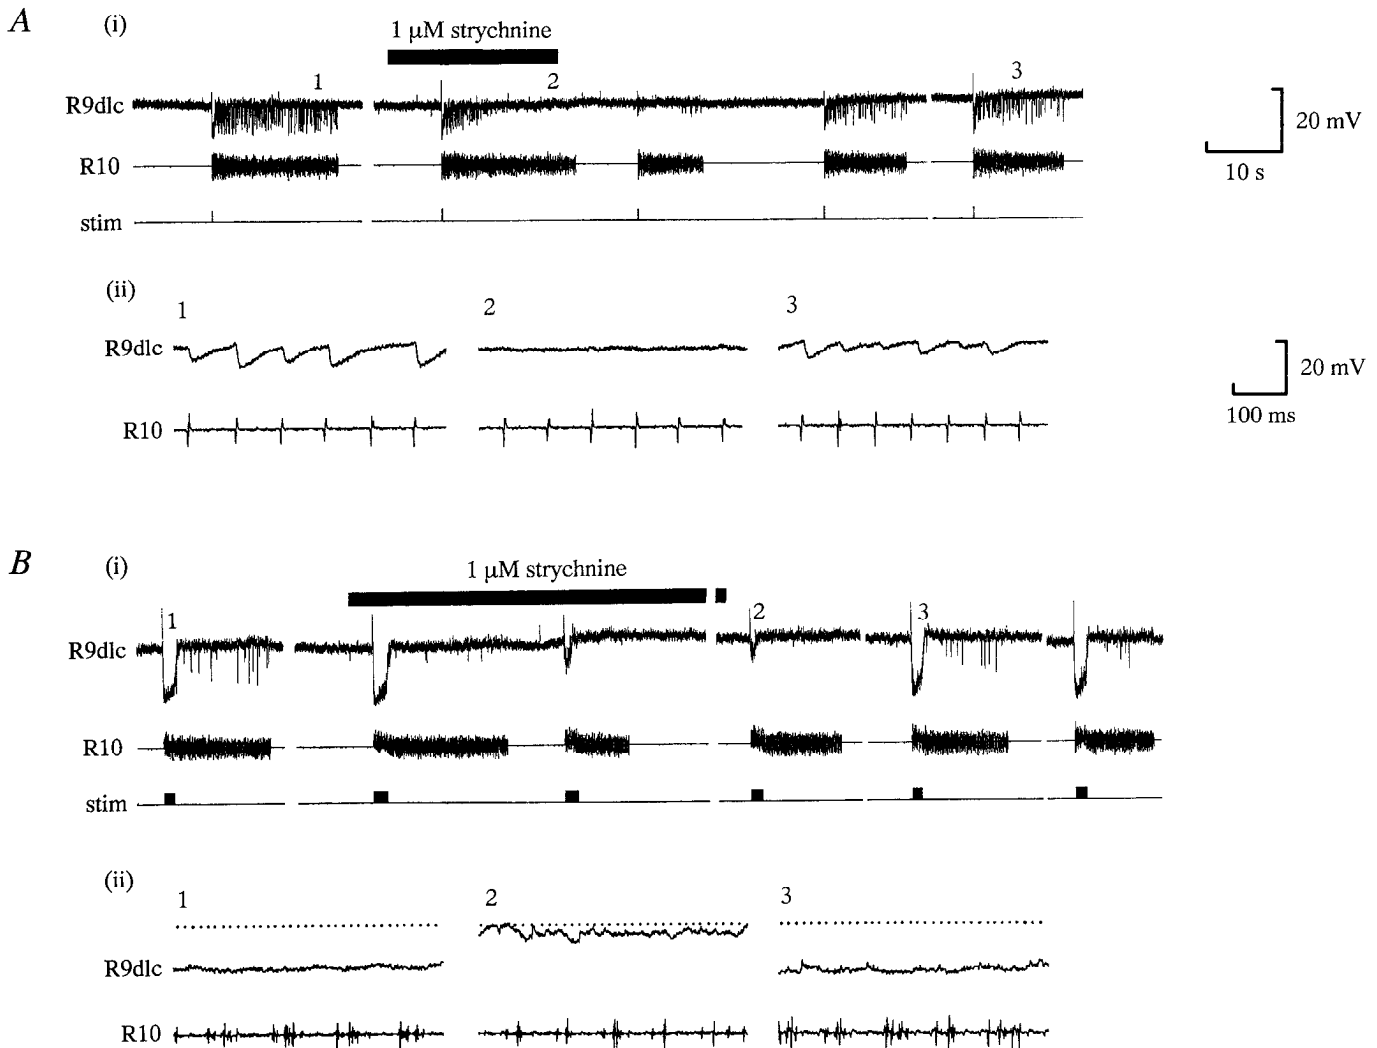 A
(i)
1 µM strychnine
1
2
3
R9dlc
20 mV
R10
10 s
stim
(ii)
1
2
3
R9dlc
20 mV
R10
100 ms
B
(i)
1 µM strychnine
1
2
3
R9dlc
R10
stim
(ii)
1
2
3
R9dlc
R10